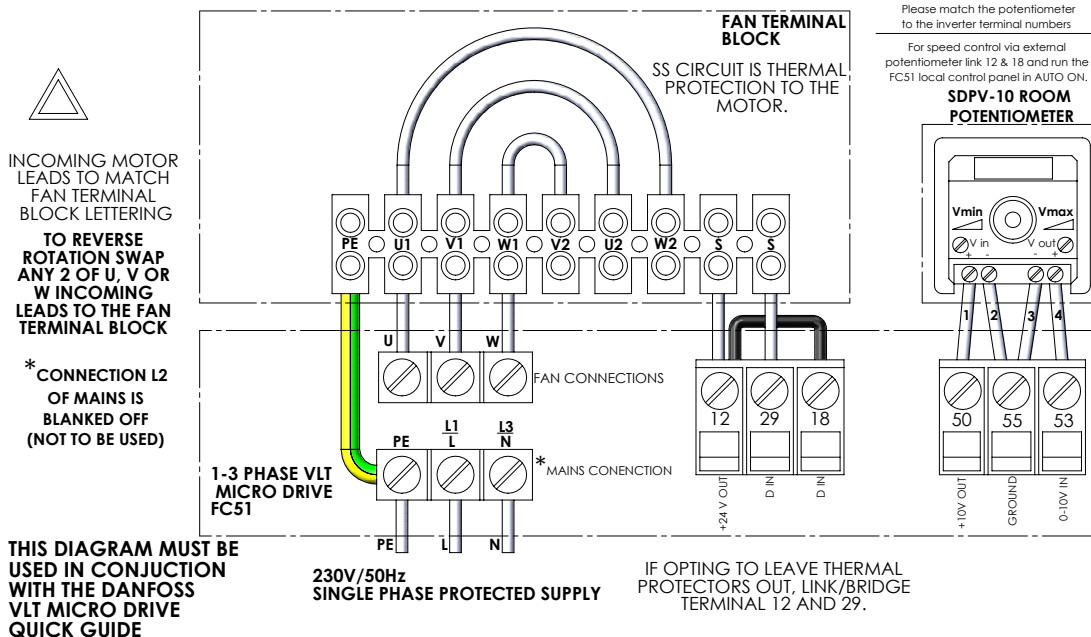 FAN TERMINAL
BLOCK
SS CIRCUIT IS THERMAL
PROTECTION TO THE
MOTOR.
Please match the potentiometer
to the inverter terminal numbers
For speed control via external
potentiometer link 12 & 18 and run the
FC51 local control panel in AUTO ON.
SDPV-10 ROOM
POTENTIOMETER
INCOMING MOTOR
LEADS TO MATCH
FAN TERMINAL
BLOCK LETTERING
TO REVERSE
ROTATION SWAP
ANY 2 OF U, V OR
W INCOMING
LEADS TO THE FAN
TERMINAL BLOCK
*CONNECTION L2
OF MAINS IS
BLANKED OFF
(NOT TO BE USED)
PE U1 V1 W1 V2 U2 W2 S S
Vmin Vmax
V in V out
+ - - +
1 2 3 4
U V W
FAN CONNECTIONS
12 29 18
+24 V OUT
D IN
D IN
50 55 53
+10V OUT
GROUND
0-10V IN
L1 L3
PE L N
*MAINS CONENCTION
1-3 PHASE VLT
MICRO DRIVE
FC51
PE L N
230V/50Hz
SINGLE PHASE PROTECTED SUPPLY
IF OPTING TO LEAVE THERMAL
PROTECTORS OUT, LINK/BRIDGE
TERMINAL 12 AND 29.
THIS DIAGRAM MUST BE
USED IN CONJUCTION
WITH THE DANFOSS
VLT MICRO DRIVE
QUICK GUIDE